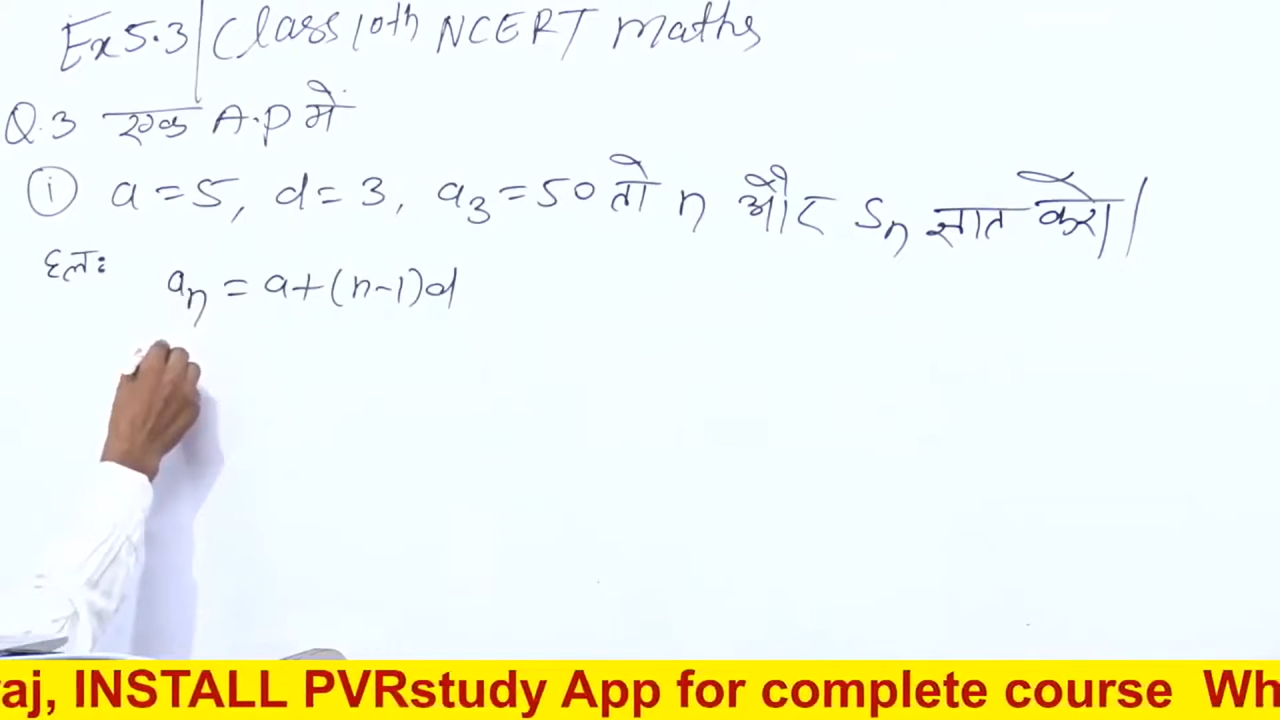 Ex 5.3 | Class 10th NCERT maths
Q.3 एक A.P में
(i) a = 5, d = 3, a₃ = 50 तो n और Sn ज्ञात करो।
हलः an = a + (n-1)d
aj, INSTALL PVRstudy App for complete course Wh